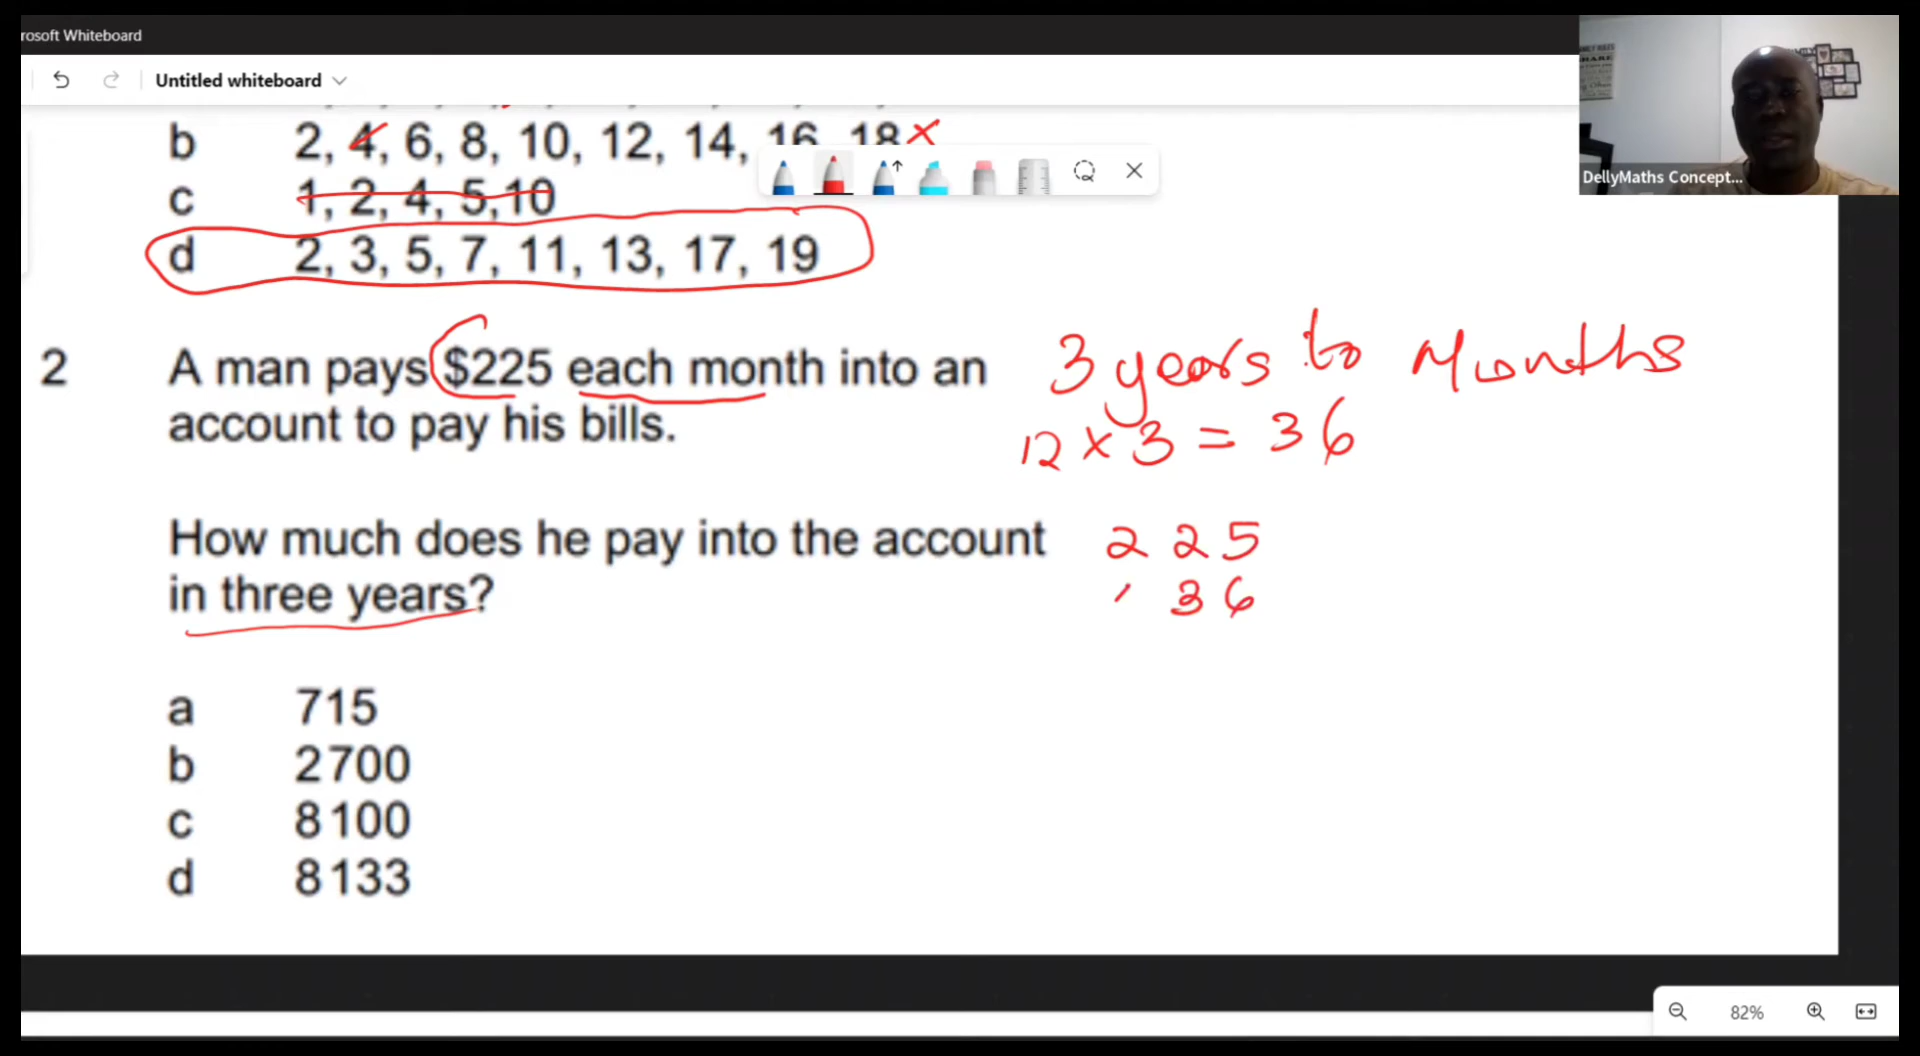 rosoft Whiteboard
Untitled whiteboard
DellyMaths Concept...
b 2, 4, 6, 8, 10, 12, 14, 16, 18 x
c 1, 2, 4, 5, 10
d 2, 3, 5, 7, 11, 13, 17, 19
2 A man pays $225 each month into an
account to pay his bills.
3 years to Months
12 × 3 = 36
How much does he pay into the account
in three years?
225
36
a 715
b 2700
c 8100
d 8133
82%